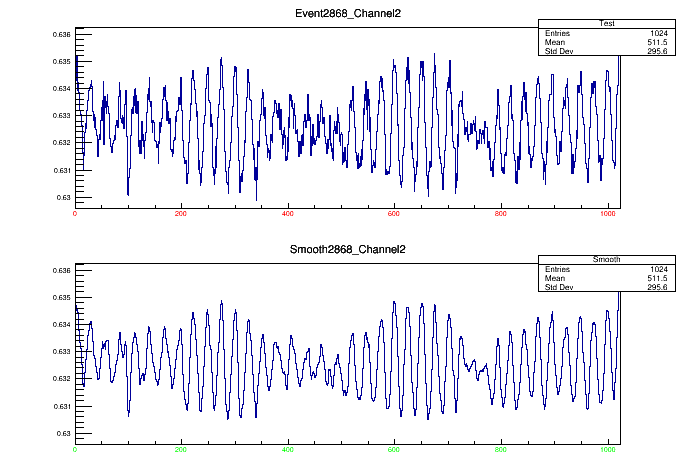 Event2868_Channel2
Test
Entries 1024
Mean 511.5
Std Dev 295.6
0.636
0.635
0.634
0.633
0.632
0.631
0.63
0 200 400 600 800 1000
Smooth2868_Channel2
Smooth
Entries 1024
Mean 511.5
Std Dev 295.6
0.636
0.635
0.634
0.633
0.632
0.631
0.63
0 200 400 600 800 1000